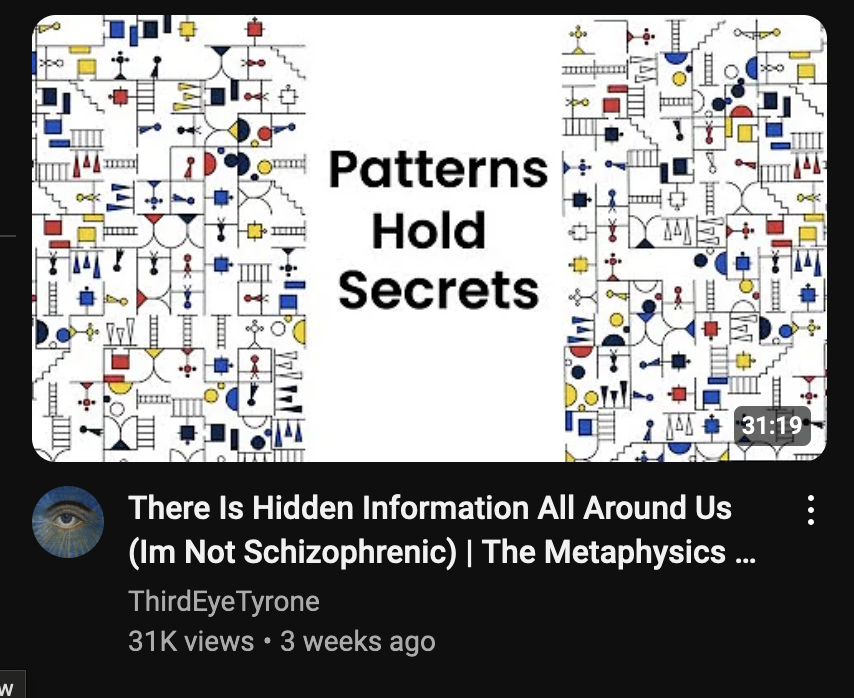 Patterns
Hold
Secrets
31:19
There Is Hidden Information All Around Us
(Im Not Schizophrenic) | The Metaphysics ...
ThirdEyeTyrone
31K views • 3 weeks ago
w